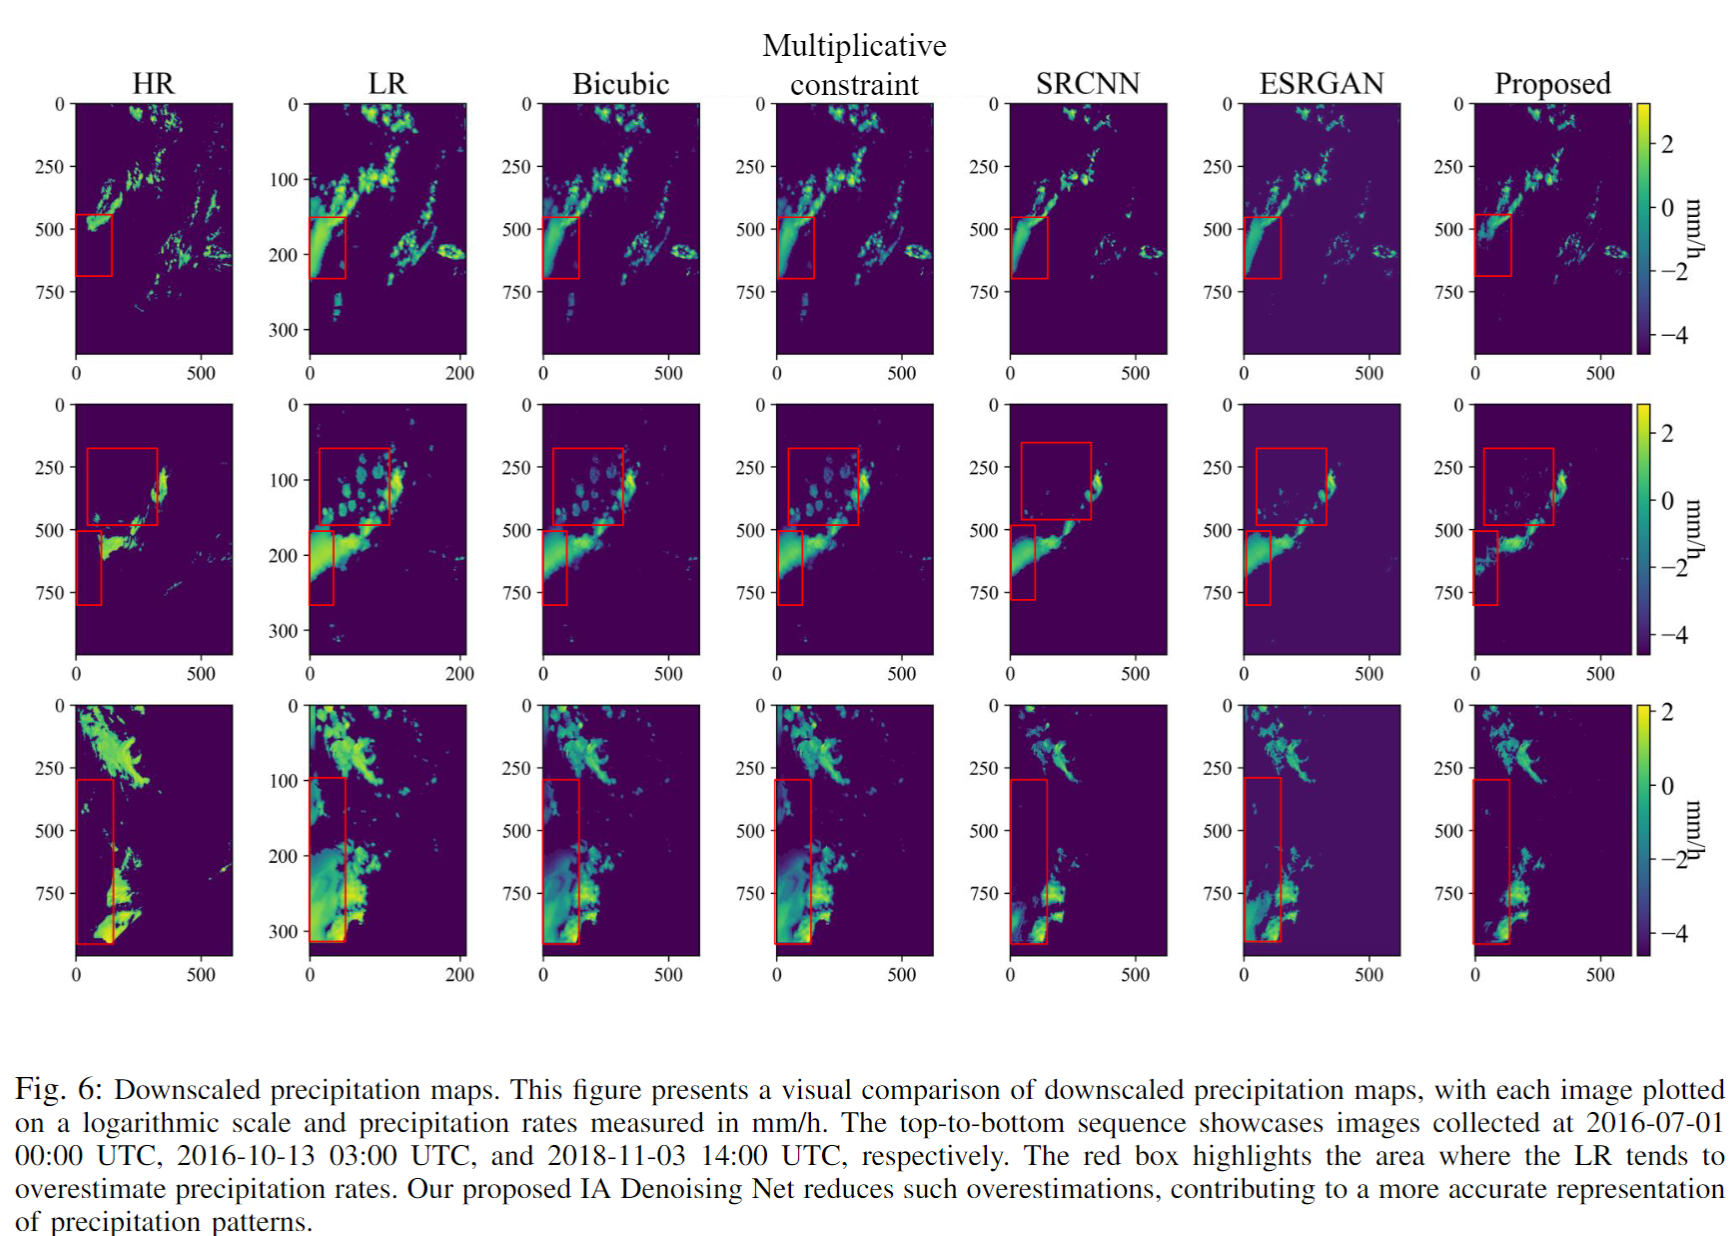 Multiplicative
HR LR Bicubic constraint SRCNN ESRGAN Proposed
0 0 0 0 0 0 0
2
250 100 250 250 250 250 250
0
500 200 500 500 500 500 500
−2
750 300 750 750 750 750 750
−4
mm/h
0 500 0 200 0 500 0 500 0 500 0 500 0 500
0 0 0 0 0 0 0
2
250 100 250 250 250 250 250
0
500 200 500 500 500 500 500
−2
750 300 750 750 750 750 750
−4
mm/h
0 500 0 200 0 500 0 500 0 500 0 500 0 500
0 0 0 0 0 0 0
2
250 100 250 250 250 250 250
0
500 200 500 500 500 500 500
−2
750 300 750 750 750 750 750
−4
mm/h
0 500 0 200 0 500 0 500 0 500 0 500 0 500
Fig. 6: Downscaled precipitation maps. This figure presents a visual comparison of downscaled precipitation maps, with each image plotted
on a logarithmic scale and precipitation rates measured in mm/h. The top-to-bottom sequence showcases images collected at 2016-07-01
00:00 UTC, 2016-10-13 03:00 UTC, and 2018-11-03 14:00 UTC, respectively. The red box highlights the area where the LR tends to
overestimate precipitation rates. Our proposed IA Denoising Net reduces such overestimations, contributing to a more accurate representation
of precipitation patterns.